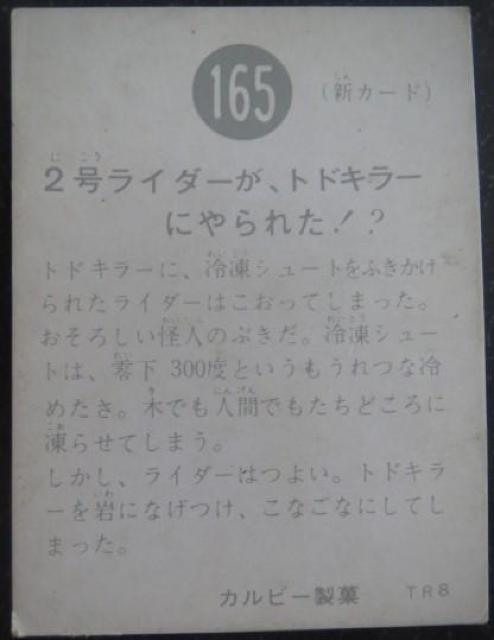 165
(新カード)
2号ライダーが、トドキラー
にやられた!?
トドキラーに、冷凍シュートをふきかけ
られたライダーはこおってしまった。
おそろしい怪人のぶきだ。冷凍シュー
トは、零下300度というもうれつな冷
めたさ。木でも人間でもたちどころに
凍らせてしまう。
しかし、ライダーはつよい。トドキラ
ーを岩になげつけ、こなごなにしてし
まった。
カルビー製菓 TR8